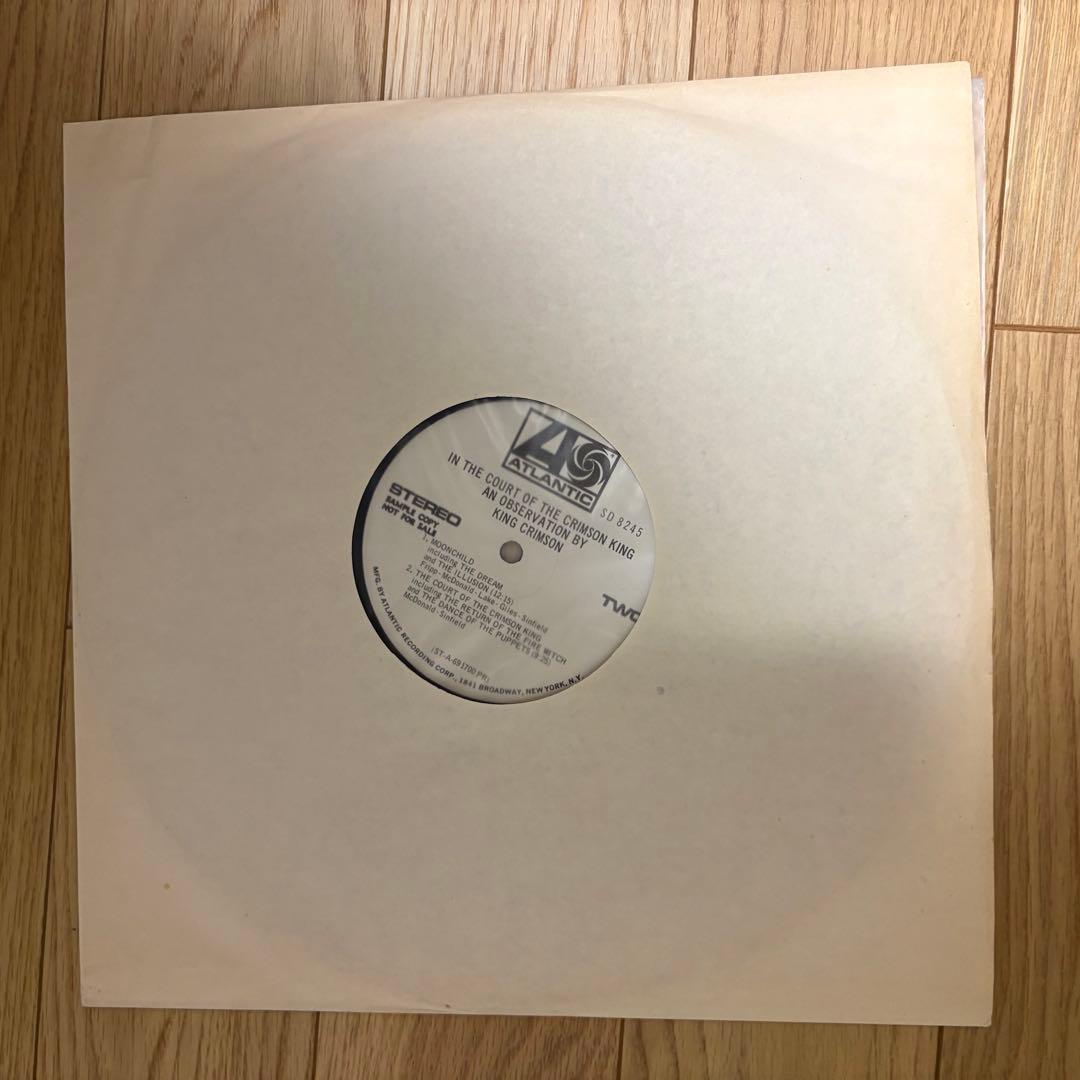 ATLANTIC
IN THE COURT OF THE CRIMSON KING
AN OBSERVATION BY
KING CRIMSON
SD 8245
STEREO
SAMPLE COPY
NOT FOR SALE
TWO
1. MOONCHILD
including THE DREAM
and THE ILLUSION (12:15)
Fripp-McDonald-Lake-Giles-Sinfield
2. THE COURT OF THE CRIMSON KING
including THE RETURN OF THE FIRE WITCH
and THE DANCE OF THE PUPPETS (9:25)
McDonald-Sinfield
(ST-A-691700 PR)
MFG. BY ATLANTIC RECORDING CORP., 1841 BROADWAY, NEW YORK, N.Y.